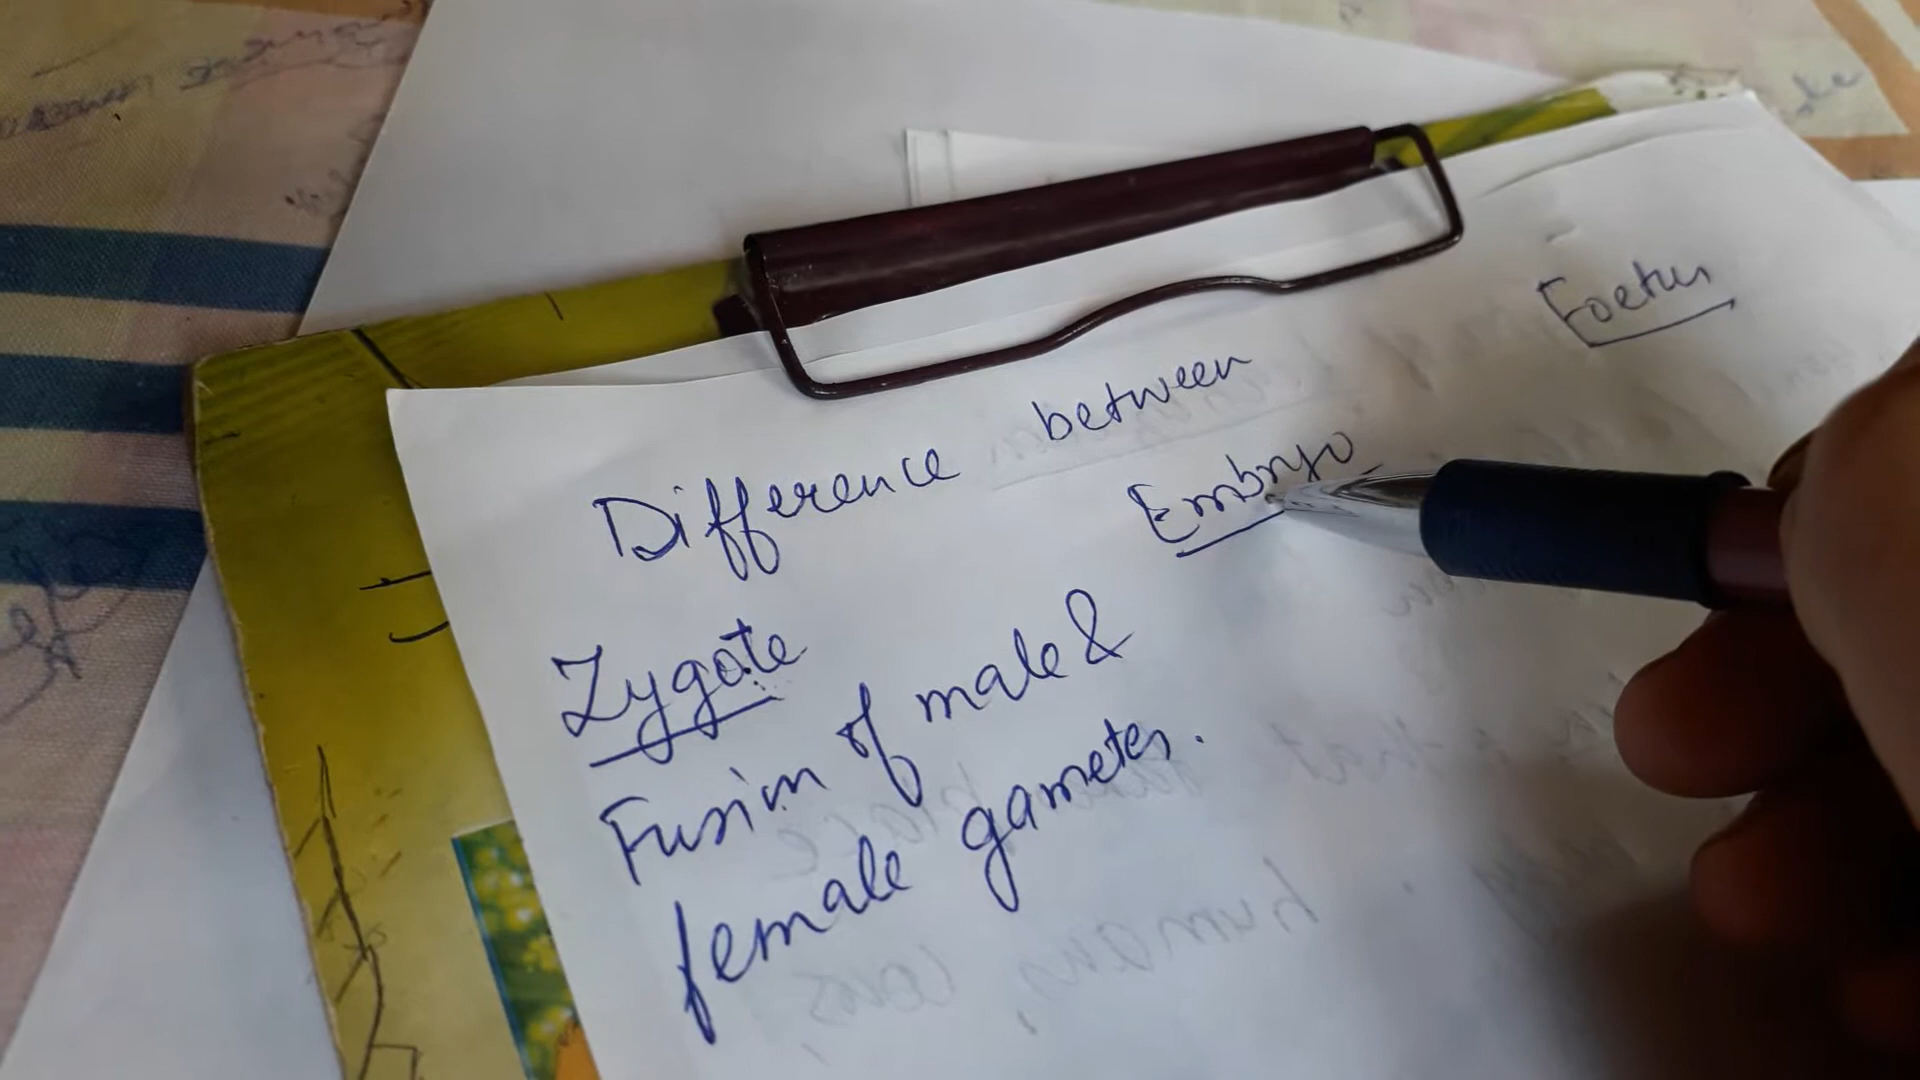 Difference between
Zygote Embryo Foetus
Fusion of male &
female gametes.